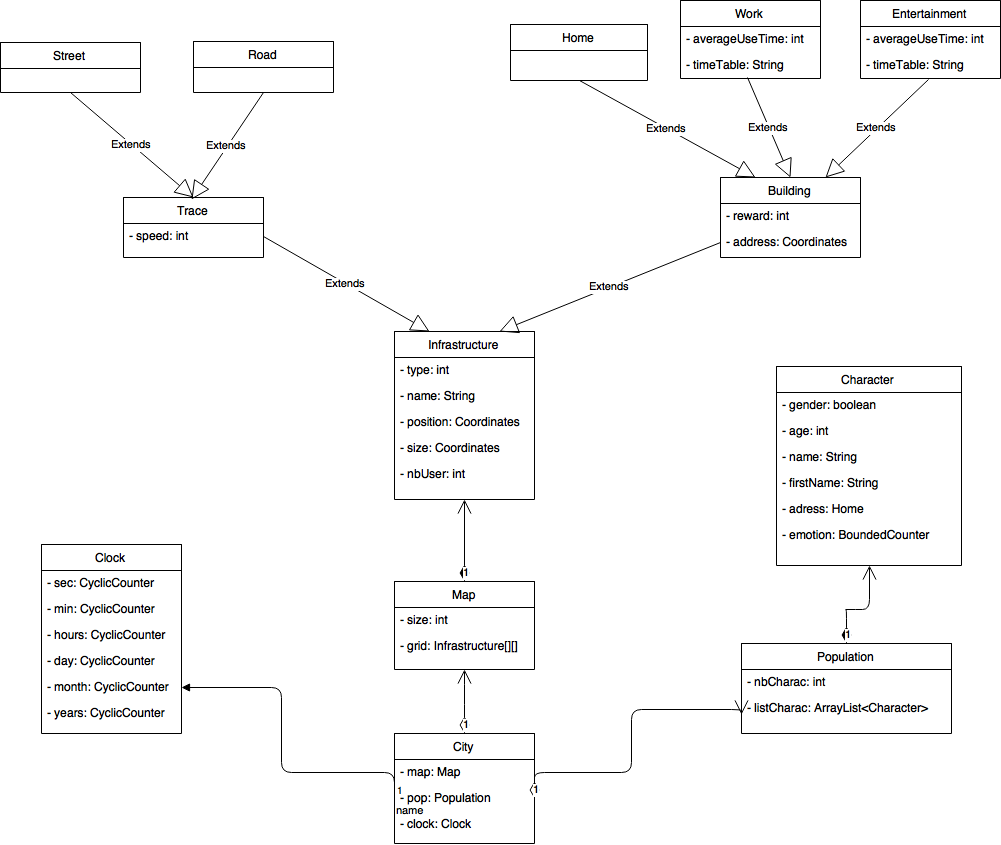 Work
- averageUseTime: int
- timeTable: String
Entertainment
- averageUseTime: int
- timeTable: String
Home
Street
Road
Extends
Extends
Extends
Extends
Extends
Building
- reward: int
- address: Coordinates
Trace
- speed: int
Extends
Extends
Infrastructure
- type: int
- name: String
- position: Coordinates
- size: Coordinates
- nbUser: int
Character
- gender: boolean
- age: int
- name: String
- firstName: String
- adress: Home
- emotion: BoundedCounter
Clock
- sec: CyclicCounter
- min: CyclicCounter
- hours: CyclicCounter
- day: CyclicCounter
- month: CyclicCounter
- years: CyclicCounter
1
Map
- size: int
- grid: Infrastructure[][]
1
1
Population
- nbCharac: int
- listCharac: ArrayList<Character>
City
- map: Map
1
- pop: Population
1
name
- clock: Clock